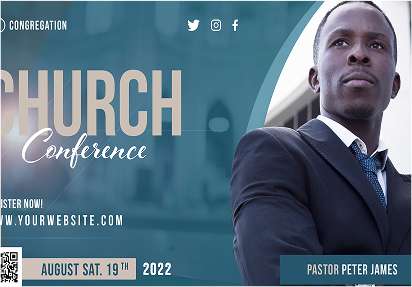 CONGREGATION
CHURCH
Conference
ISTER NOW!
WW.YOURWEBSITE.COM
AUGUST SAT. 19TH 2022
PASTOR PETER JAMES